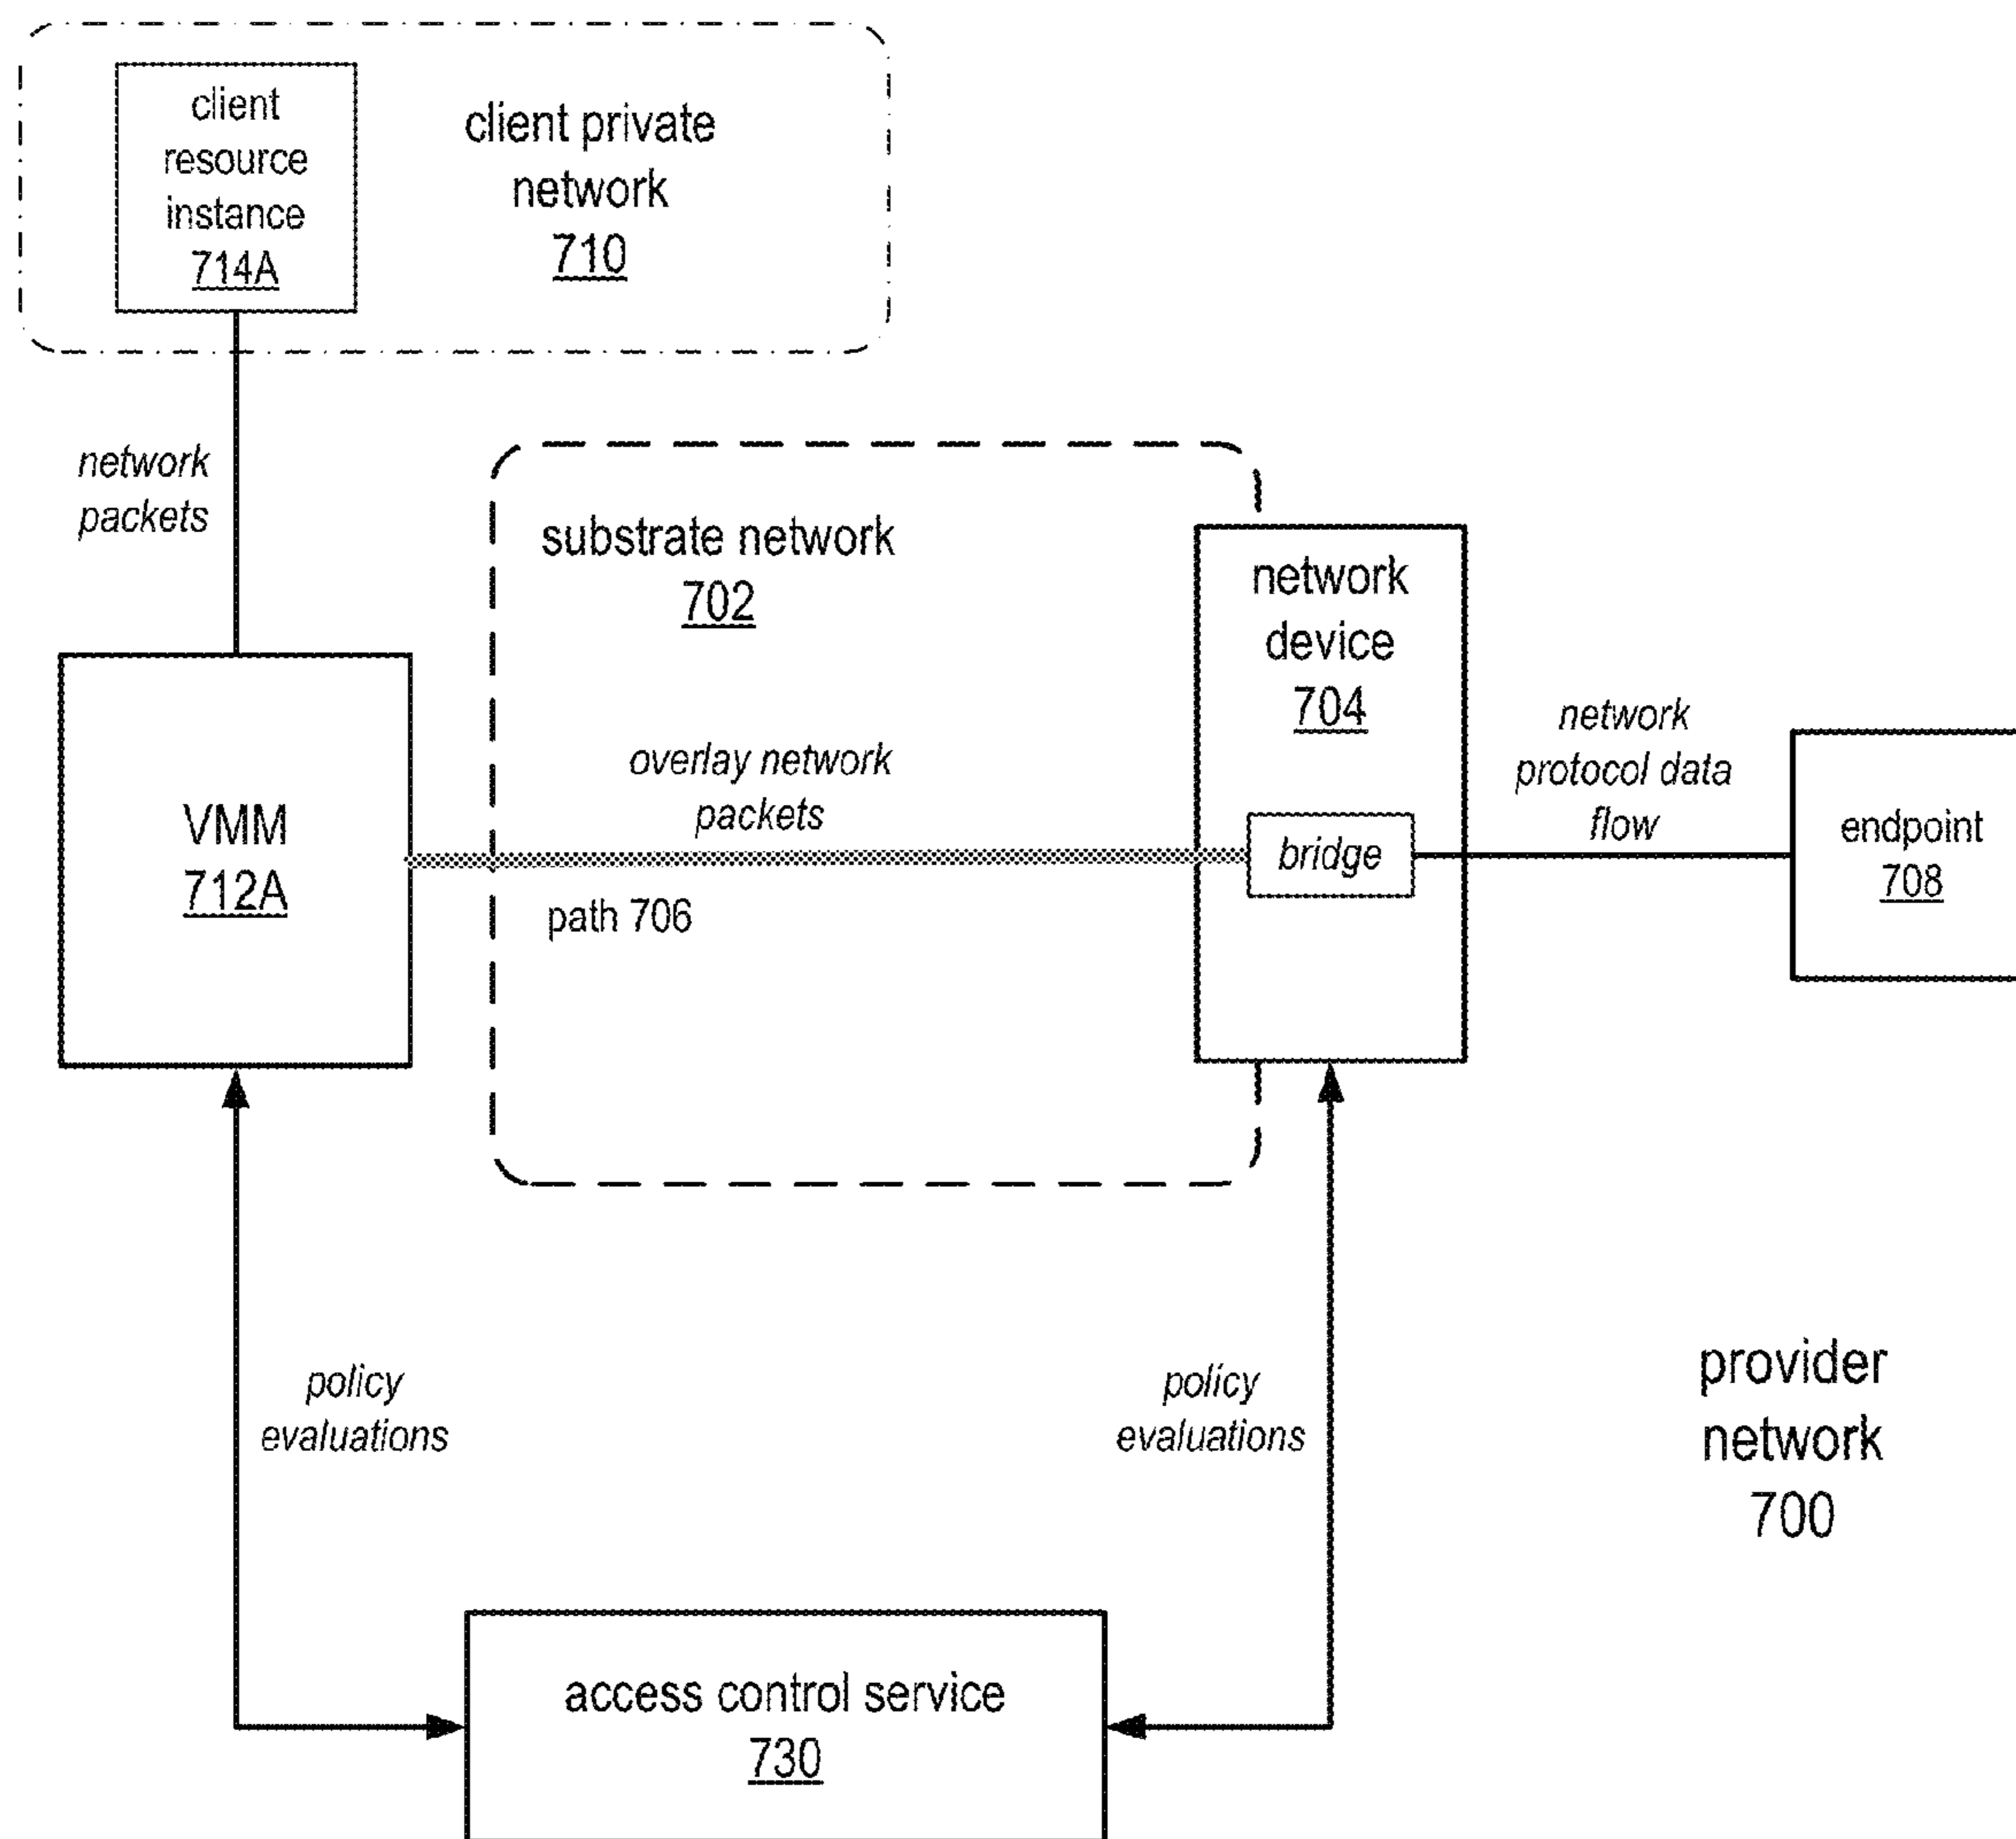 client
resource
instance
714A
client private
network
710
network
packets
substrate network
702
network
device
704
overlay network
packets
network
protocol data
flow
VMM
712A
bridge
endpoint
708
path 706
policy
evaluations
policy
evaluations
provider
network
700
access control service
730